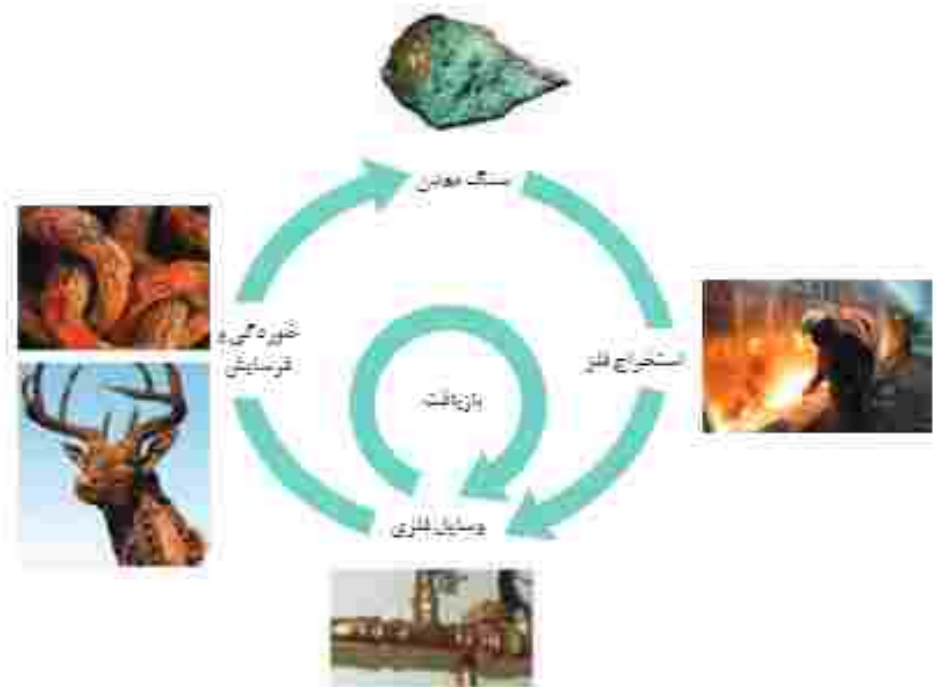 سنگ معدن
استخراج فلز
وسایل فلزی
خوردگی و
فرسایش
بازیافت